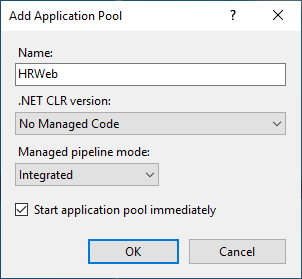 Add Application Pool
?
Name:
HRWeb
.NET CLR version:
No Managed Code
Managed pipeline mode:
Integrated
Start application pool immediately
OK Cancel